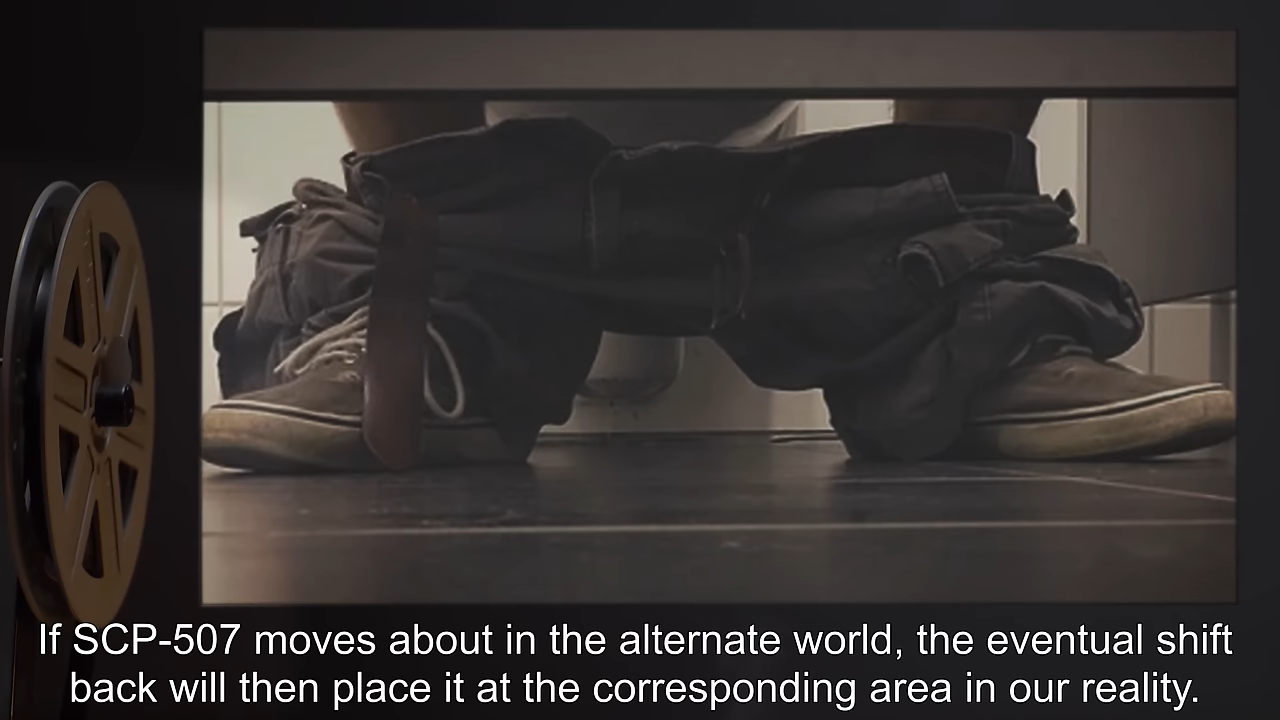 If SCP-507 moves about in the alternate world, the eventual shift
back will then place it at the corresponding area in our reality.